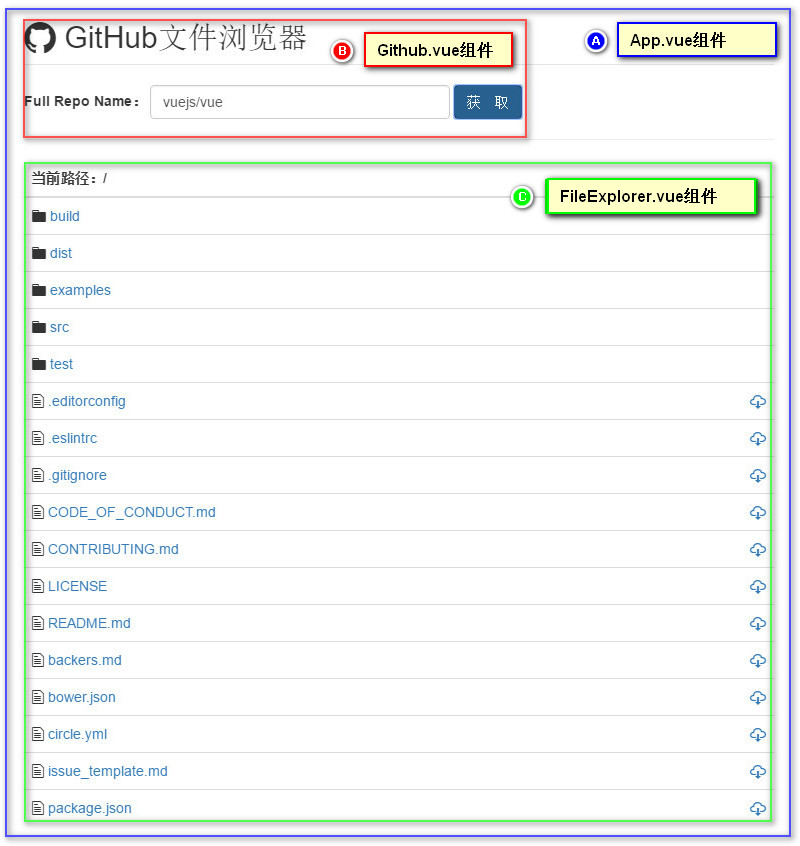 GitHub文件浏览器
B Github.vue组件
A App.vue组件
Full Repo Name: vuejs/vue 获 取
当前路径: /
C FileExplorer.vue组件
build
dist
examples
src
test
.editorconfig
.eslintrc
.gitignore
CODE_OF_CONDUCT.md
CONTRIBUTING.md
LICENSE
README.md
backers.md
bower.json
circle.yml
issue_template.md
package.json